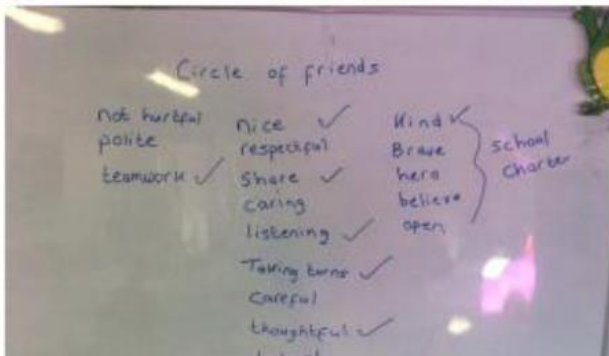 Circle of friends
not hurtful
polite
teamwork ✓
nice ✓
respectful
Share ✓
caring
listening ✓
Taking turns ✓
Careful
thoughtful ✓
Kind ✓
Brave
hero
believe
open
school
Charter